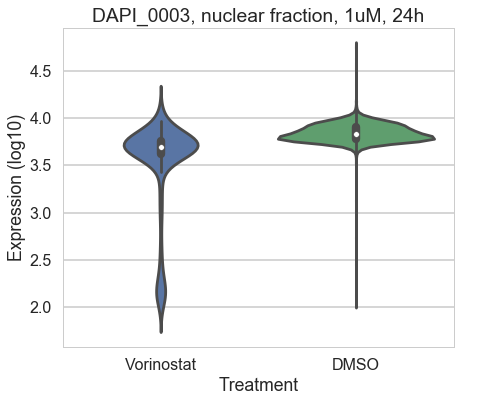 DAPI_0003, nuclear fraction, 1uM, 24h
Expression (log10)
4.5
4.0
3.5
3.0
2.5
2.0
Vorinostat DMSO
Treatment